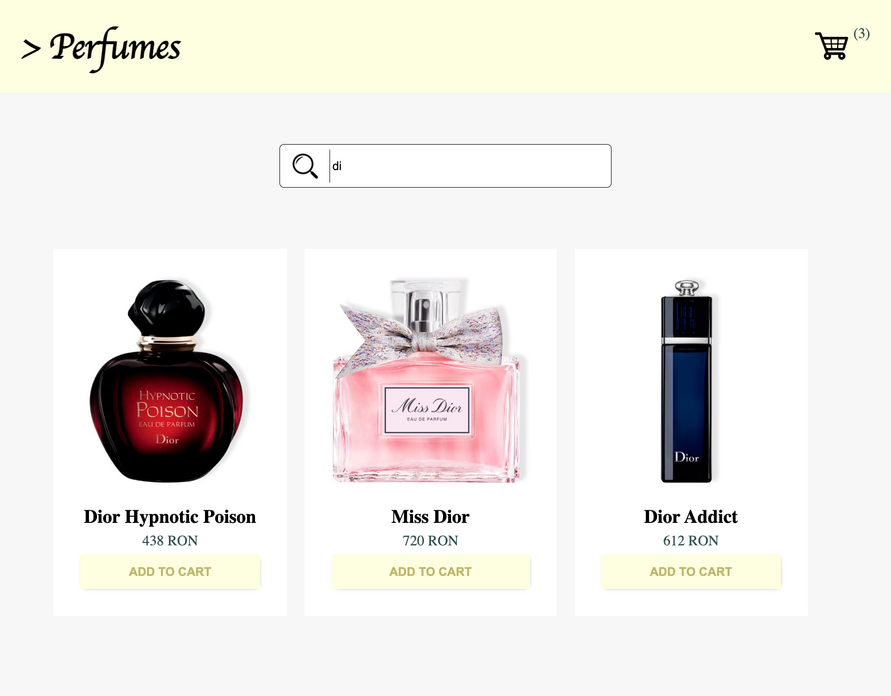 > Perfumes
(3)
di
HYPNOTIC
POISON
EAU DE PARFUM
Dior
Miss Dior
EAU DE PARFUM
Dior
Dior Hypnotic Poison
Miss Dior
Dior Addict
438 RON
720 RON
612 RON
ADD TO CART
ADD TO CART
ADD TO CART